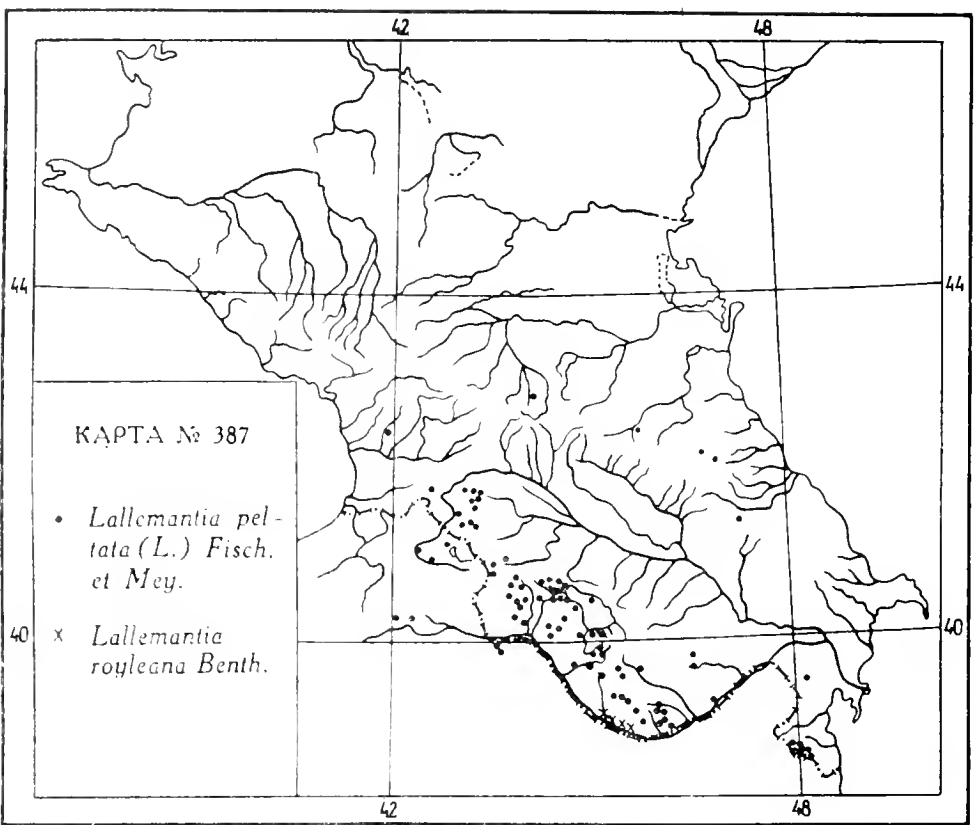 42 48
44 44
КАРТА № 387
• Lallemantia pel-
tata (L.) Fisch.
et Mey.
40 40
x Lallemantia
royleana Benth.
42 48